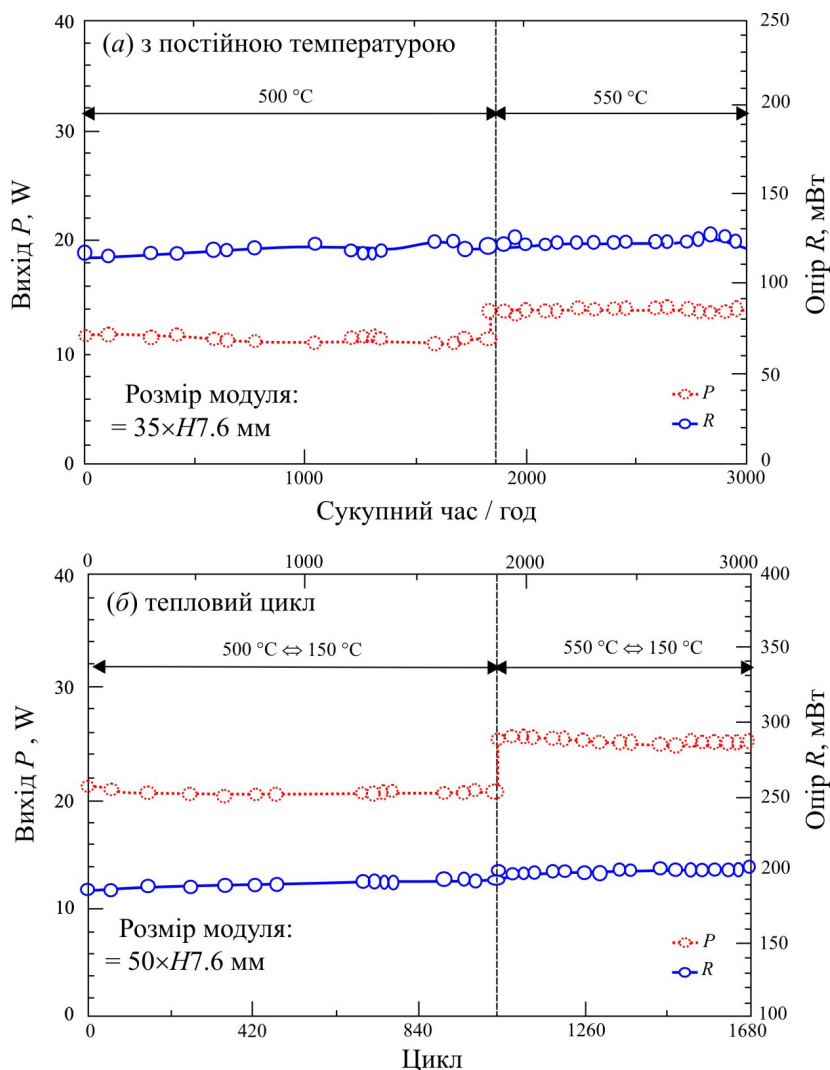 40
250
(а) з постійною температурою
500 °C
550 °C
200
30
150
20
100
10
50
0
0
Вихід P, W
Опір R, мВт
Розмір модуля:
= 35×H7.6 мм
P
R
0
1000
2000
3000
Сукупний час / год
0
1000
2000
3000
40
400
(б) тепловий цикл
500 °C ⇔ 150 °C
550 °C ⇔ 150 °C
350
30
300
250
20
200
10
150
0
100
Вихід P , W
Опір R, мВт
Розмір модуля:
= 50×H7.6 мм
P
R
0
420
840
1260
1680
Цикл